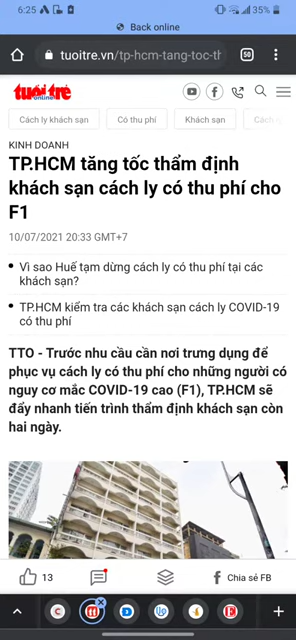 6:25
35%
Back online
tuoitre.vn/tp-hcm-tang-toc-th
50
tuổi trẻ
online
Cách ly khách sạn
Có thu phí
Khách sạn
Cách
KINH DOANH
TP.HCM tăng tốc thẩm định
khách sạn cách ly có thu phí cho
F1
10/07/2021 20:33 GMT+7
Vì sao Huế tạm dừng cách ly có thu phí tại các
khách sạn?
TP.HCM kiểm tra các khách sạn cách ly COVID-19
có thu phí
TTO - Trước nhu cầu cần nơi trưng dụng để
phục vụ cách ly có thu phí cho những người có
nguy cơ mắc COVID-19 cao (F1), TP.HCM sẽ
đẩy nhanh tiến trình thẩm định khách sạn còn
hai ngày.
13
Chia sẻ FB